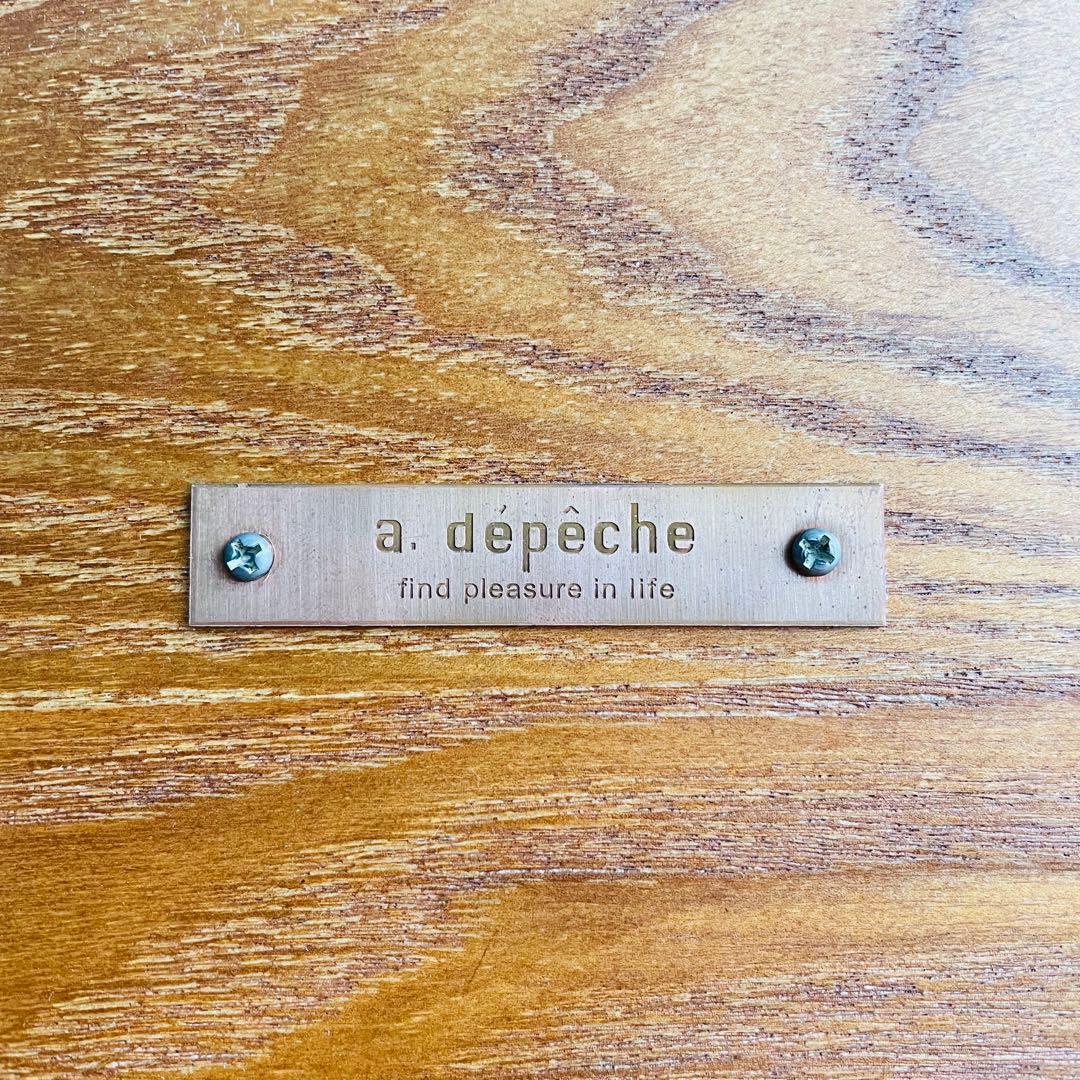 a. dépêche
find pleasure in life